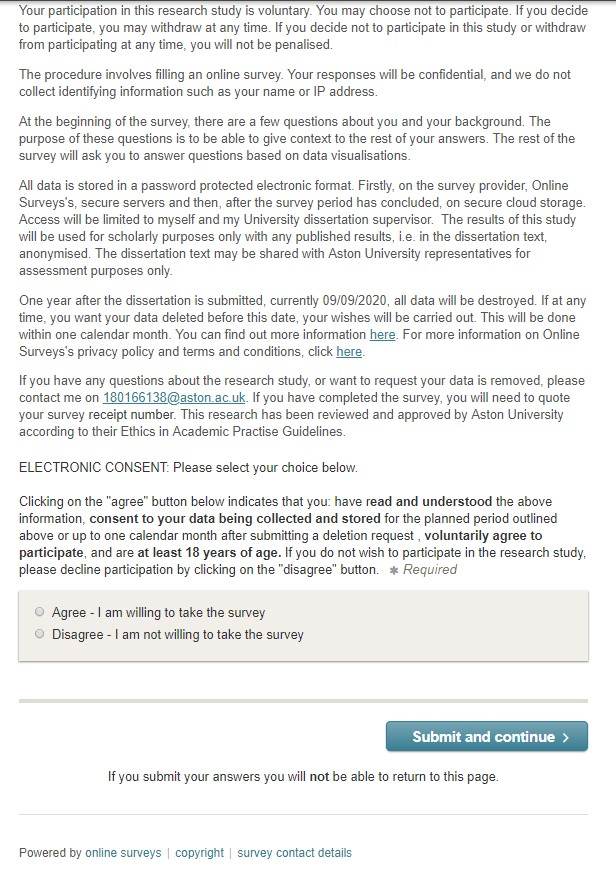 Your participation in this research study is voluntary. You may choose not to participate. If you decide
to participate, you may withdraw at any time. If you decide not to participate in this study or withdraw
from participating at any time, you will not be penalised.
The procedure involves filling an online survey. Your responses will be confidential, and we do not
collect identifying information such as your name or IP address.
At the beginning of the survey, there are a few questions about you and your background. The
purpose of these questions is to be able to give context to the rest of your answers. The rest of the
survey will ask you to answer questions based on data visualisations.
All data is stored in a password protected electronic format. Firstly, on the survey provider, Online
Surveys's, secure servers and then, after the survey period has concluded, on secure cloud storage.
Access will be limited to myself and my University dissertation supervisor. The results of this study
will be used for scholarly purposes only with any published results, i.e. in the dissertation text,
anonymised. The dissertation text may be shared with Aston University representatives for
assessment purposes only.
One year after the dissertation is submitted, currently 09/09/2020, all data will be destroyed. If at any
time, you want your data deleted before this date, your wishes will be carried out. This will be done
within one calendar month. You can find out more information here. For more information on Online
Surveys's privacy policy and terms and conditions, click here.
If you have any questions about the research study, or want to request your data is removed, please
contact me on 180166138@aston.ac.uk. If you have completed the survey, you will need to quote
your survey receipt number. This research has been reviewed and approved by Aston University
according to their Ethics in Academic Practise Guidelines.
ELECTRONIC CONSENT: Please select your choice below.
Clicking on the "agree" button below indicates that you: have read and understood the above
information, consent to your data being collected and stored for the planned period outlined
above or up to one calendar month after submitting a deletion request , voluntarily agree to
participate, and are at least 18 years of age. If you do not wish to participate in the research study,
please decline participation by clicking on the "disagree" button. ✱ Required
Agree - I am willing to take the survey
Disagree - I am not willing to take the survey
Submit and continue >
If you submit your answers you will not be able to return to this page.
Powered by online surveys | copyright | survey contact details